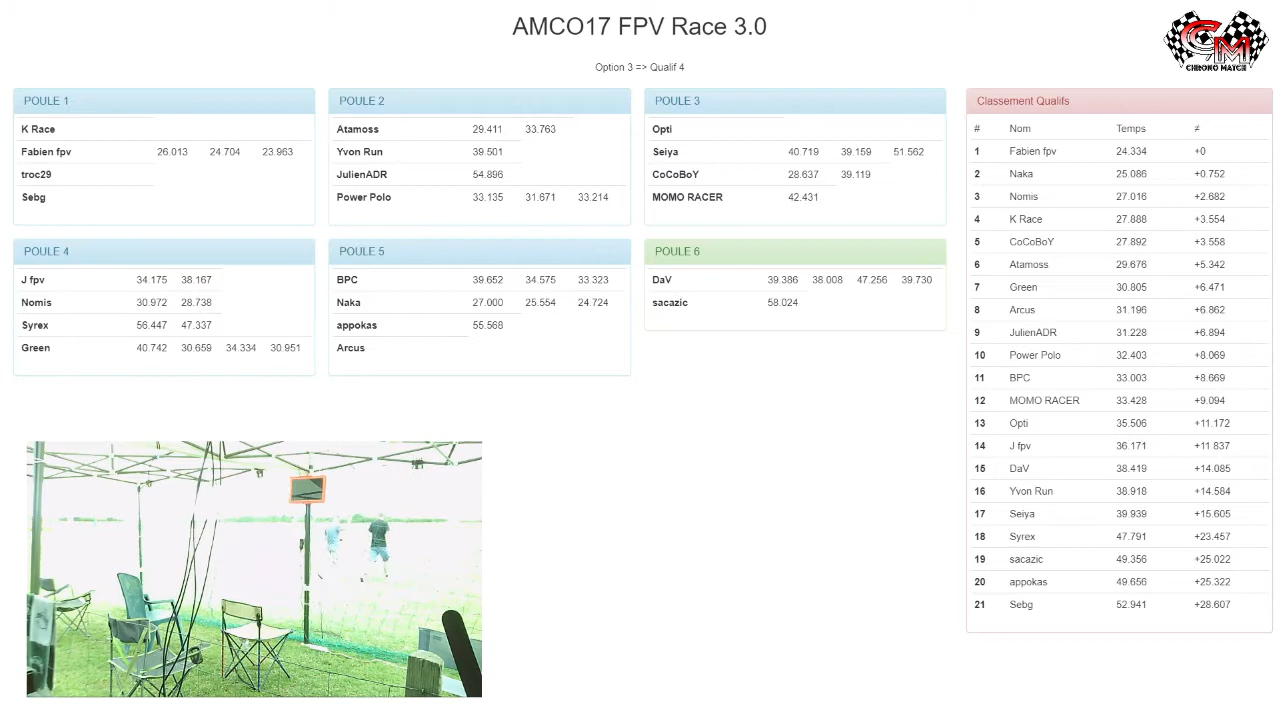 AMCO17 FPV Race 3.0
CM
CHRONO MATCH
Option 3 => Qualif 4
POULE 1
K Race
Fabien fpv 26.013 24.704 23.963
troc29
Sebg
POULE 2
Atamoss 29.411 33.763
Yvon Run 39.501
JulienADR 54.896
Power Polo 33.135 31.671 33.214
POULE 3
Opti
Seiya 40.719 39.159 51.562
CoCoBoY 28.637 39.119
MOMO RACER 42.431
POULE 4
J fpv 34.175 38.167
Nomis 30.972 28.738
Syrex 56.447 47.337
Green 40.742 30.659 34.334 30.951
POULE 5
BPC 39.652 34.575 33.323
Naka 27.000 25.554 24.724
appokas 55.568
Arcus
POULE 6
DaV 39.386 38.008 47.256 39.730
sacazic 58.024
Classement Qualifs
# Nom Temps ≠
1 Fabien fpv 24.334 +0
2 Naka 25.086 +0.752
3 Nomis 27.016 +2.682
4 K Race 27.888 +3.554
5 CoCoBoY 27.892 +3.558
6 Atamoss 29.676 +5.342
7 Green 30.805 +6.471
8 Arcus 31.196 +6.862
9 JulienADR 31.228 +6.894
10 Power Polo 32.403 +8.069
11 BPC 33.003 +8.669
12 MOMO RACER 33.428 +9.094
13 Opti 35.506 +11.172
14 J fpv 36.171 +11.837
15 DaV 38.419 +14.085
16 Yvon Run 38.918 +14.584
17 Seiya 39.939 +15.605
18 Syrex 47.791 +23.457
19 sacazic 49.356 +25.022
20 appokas 49.656 +25.322
21 Sebg 52.941 +28.607